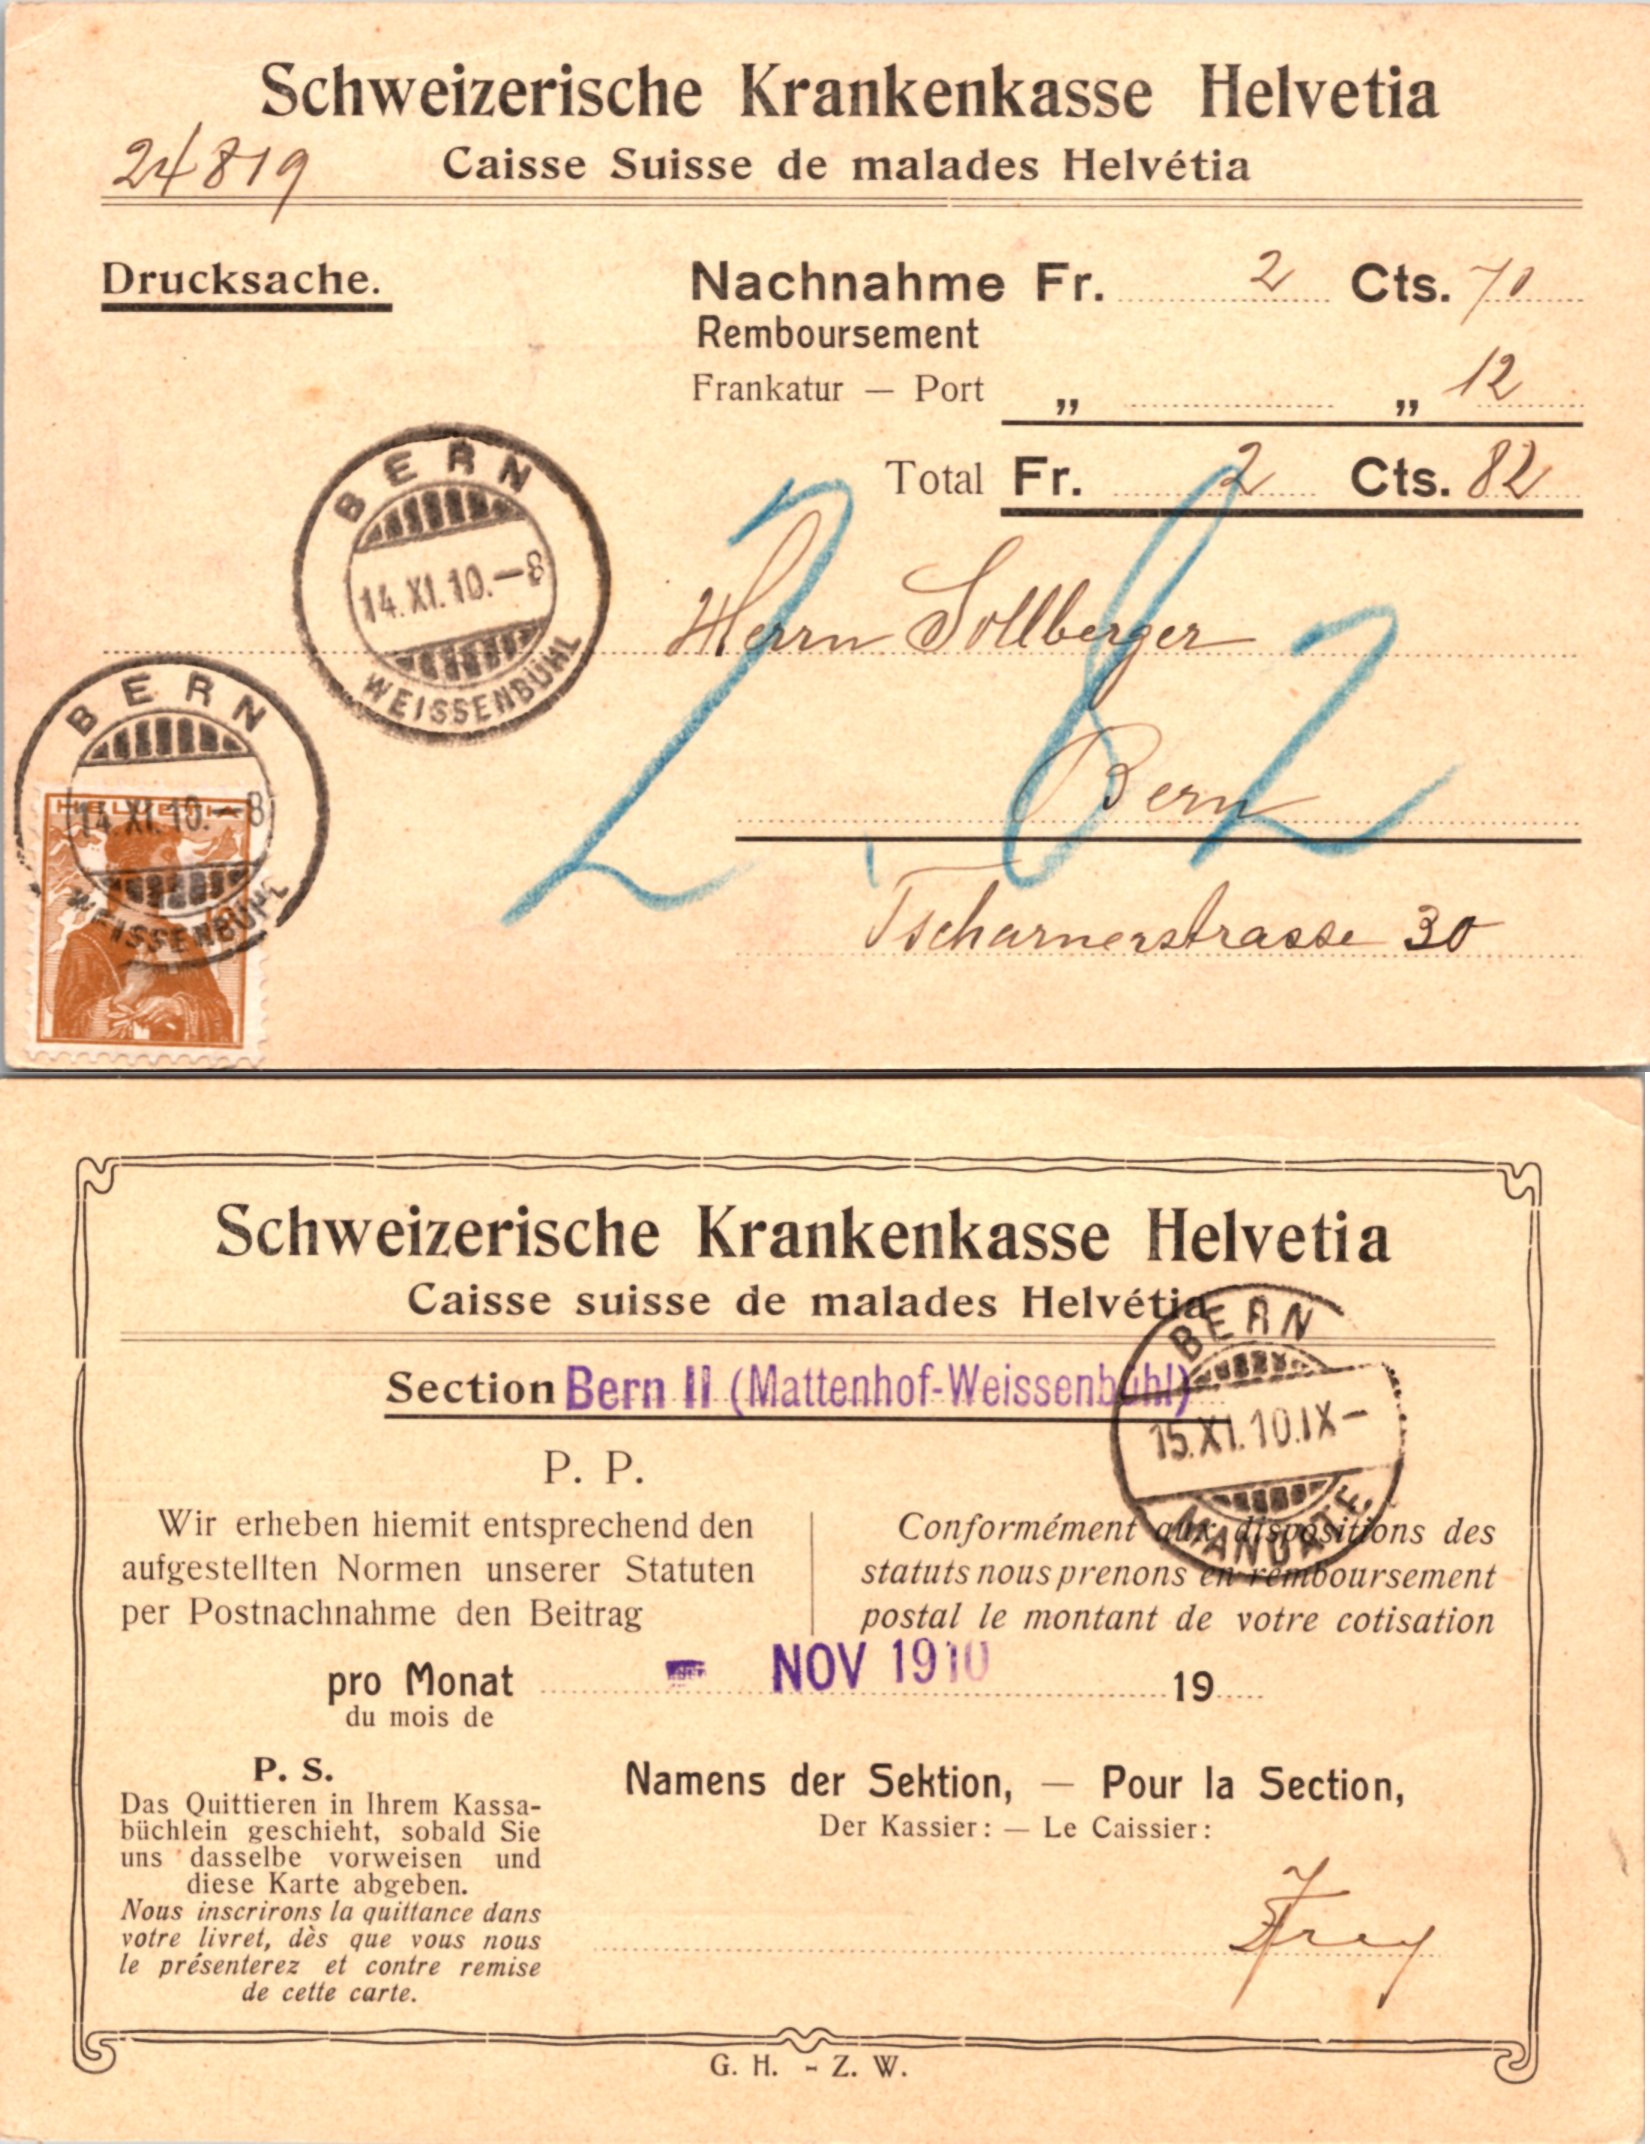 Schweizerische Krankenkasse Helvetia
24819
Caisse Suisse de malades Helvétia
Drucksache.
Nachnahme Fr. 2 Cts. 70
Remboursement
Frankatur — Port „ „ 12
Total Fr. 2 Cts. 82
2.82
BERN
14.XI.10.–8
WEISSENBÜHL
Herrn Sollberger
Bern
Tscharnerstrasse 30
BERN
HELVETIA
14.XI.10.–8
WEISSENBÜHL
Schweizerische Krankenkasse Helvetia
Caisse suisse de malades Helvétia
Section Bern II (Mattenhof-Weissenbühl)
BERN
15.XI.10.IX–
MANDATE.
P. P.
Wir erheben hiemit entsprechend den
aufgestellten Normen unserer Statuten
per Postnachnahme den Beitrag
Conformément aux dispositions des
statuts nous prenons en remboursement
postal le montant de votre cotisation
pro Monat – NOV 1910 19
du mois de
P. S.
Das Quittieren in Ihrem Kassa-
büchlein geschieht, sobald Sie
uns dasselbe vorweisen und
diese Karte abgeben.
Nous inscrirons la quittance dans
votre livret, dès que vous nous
le présenterez et contre remise
de cette carte.
Namens der Sektion, — Pour la Section,
Der Kassier: — Le Caissier:
Frey
G. H. - Z. W.